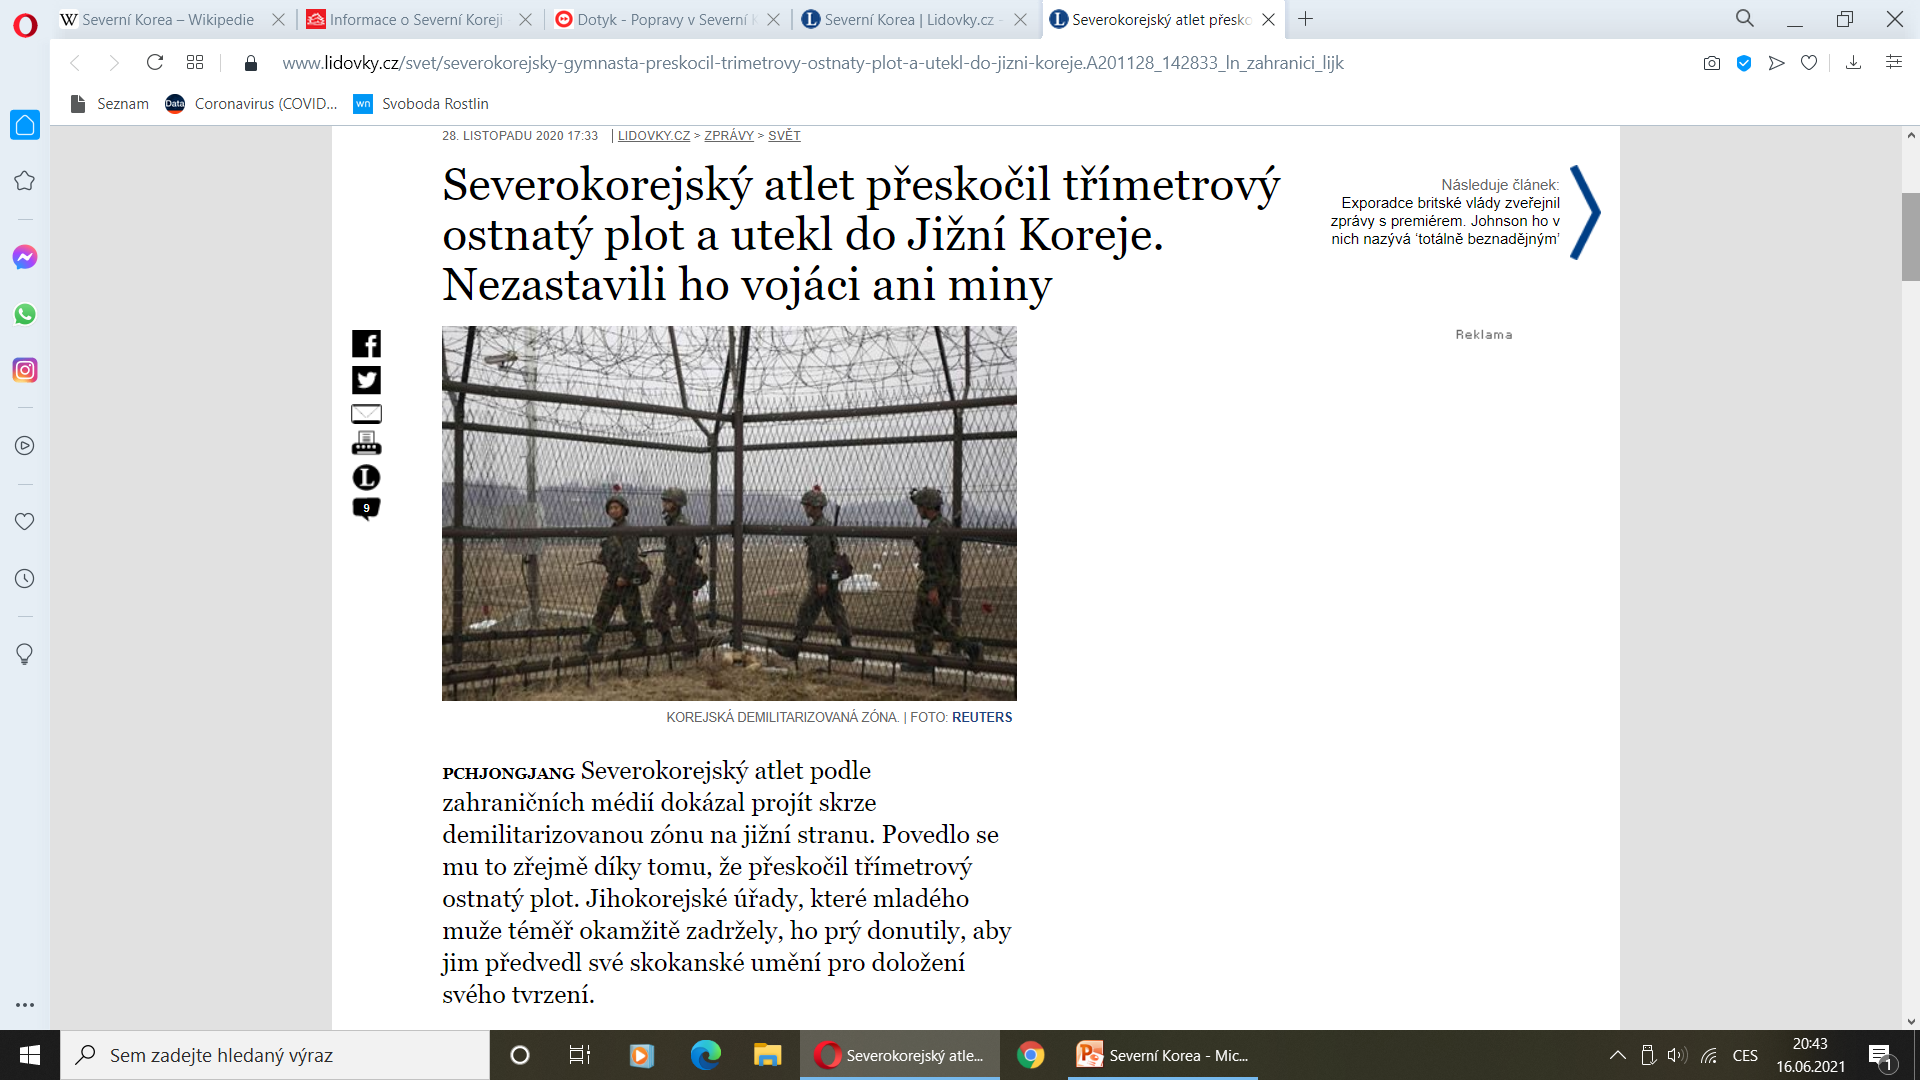 Severní Korea – Wikipedie
Informace o Severní Koreji
Dotyk - Popravy v Severní K
Severní Korea | Lidovky.cz -
Severokorejský atlet přesko
www.lidovky.cz/svet/severokorejsky-gymnasta-preskocil-trimetrovy-ostnaty-plot-a-utekl-do-jizni-koreje.A201128_142833_ln_zahranici_lijk
Seznam
Data
Coronavirus (COVID...
wn
Svoboda Rostlin
28. LISTOPADU 2020 17:33 | LIDOVKY.CZ > ZPRÁVY > SVĚT
Severokorejský atlet přeskočil třímetrový
ostnatý plot a utekl do Jižní Koreje.
Nezastavili ho vojáci ani miny
Následuje článek:
Exporadce britské vlády zveřejnil
zprávy s premiérem. Johnson ho v
nich nazývá ‘totálně beznadějným’
Reklama
9
KOREJSKÁ DEMILITARIZOVANÁ ZÓNA. | FOTO: REUTERS
PCHJONGJANG Severokorejský atlet podle
zahraničních médií dokázal projít skrze
demilitarizovanou zónu na jižní stranu. Povedlo se
mu to zřejmě díky tomu, že přeskočil třímetrový
ostnatý plot. Jihokorejské úřady, které mladého
muže téměř okamžitě zadržely, ho prý donutily, aby
jim předvedl své skokanské umění pro doložení
svého tvrzení.
Sem zadejte hledaný výraz
Severokorejský atle...
Severní Korea - Mic...
CES
20:43
16.06.2021
1